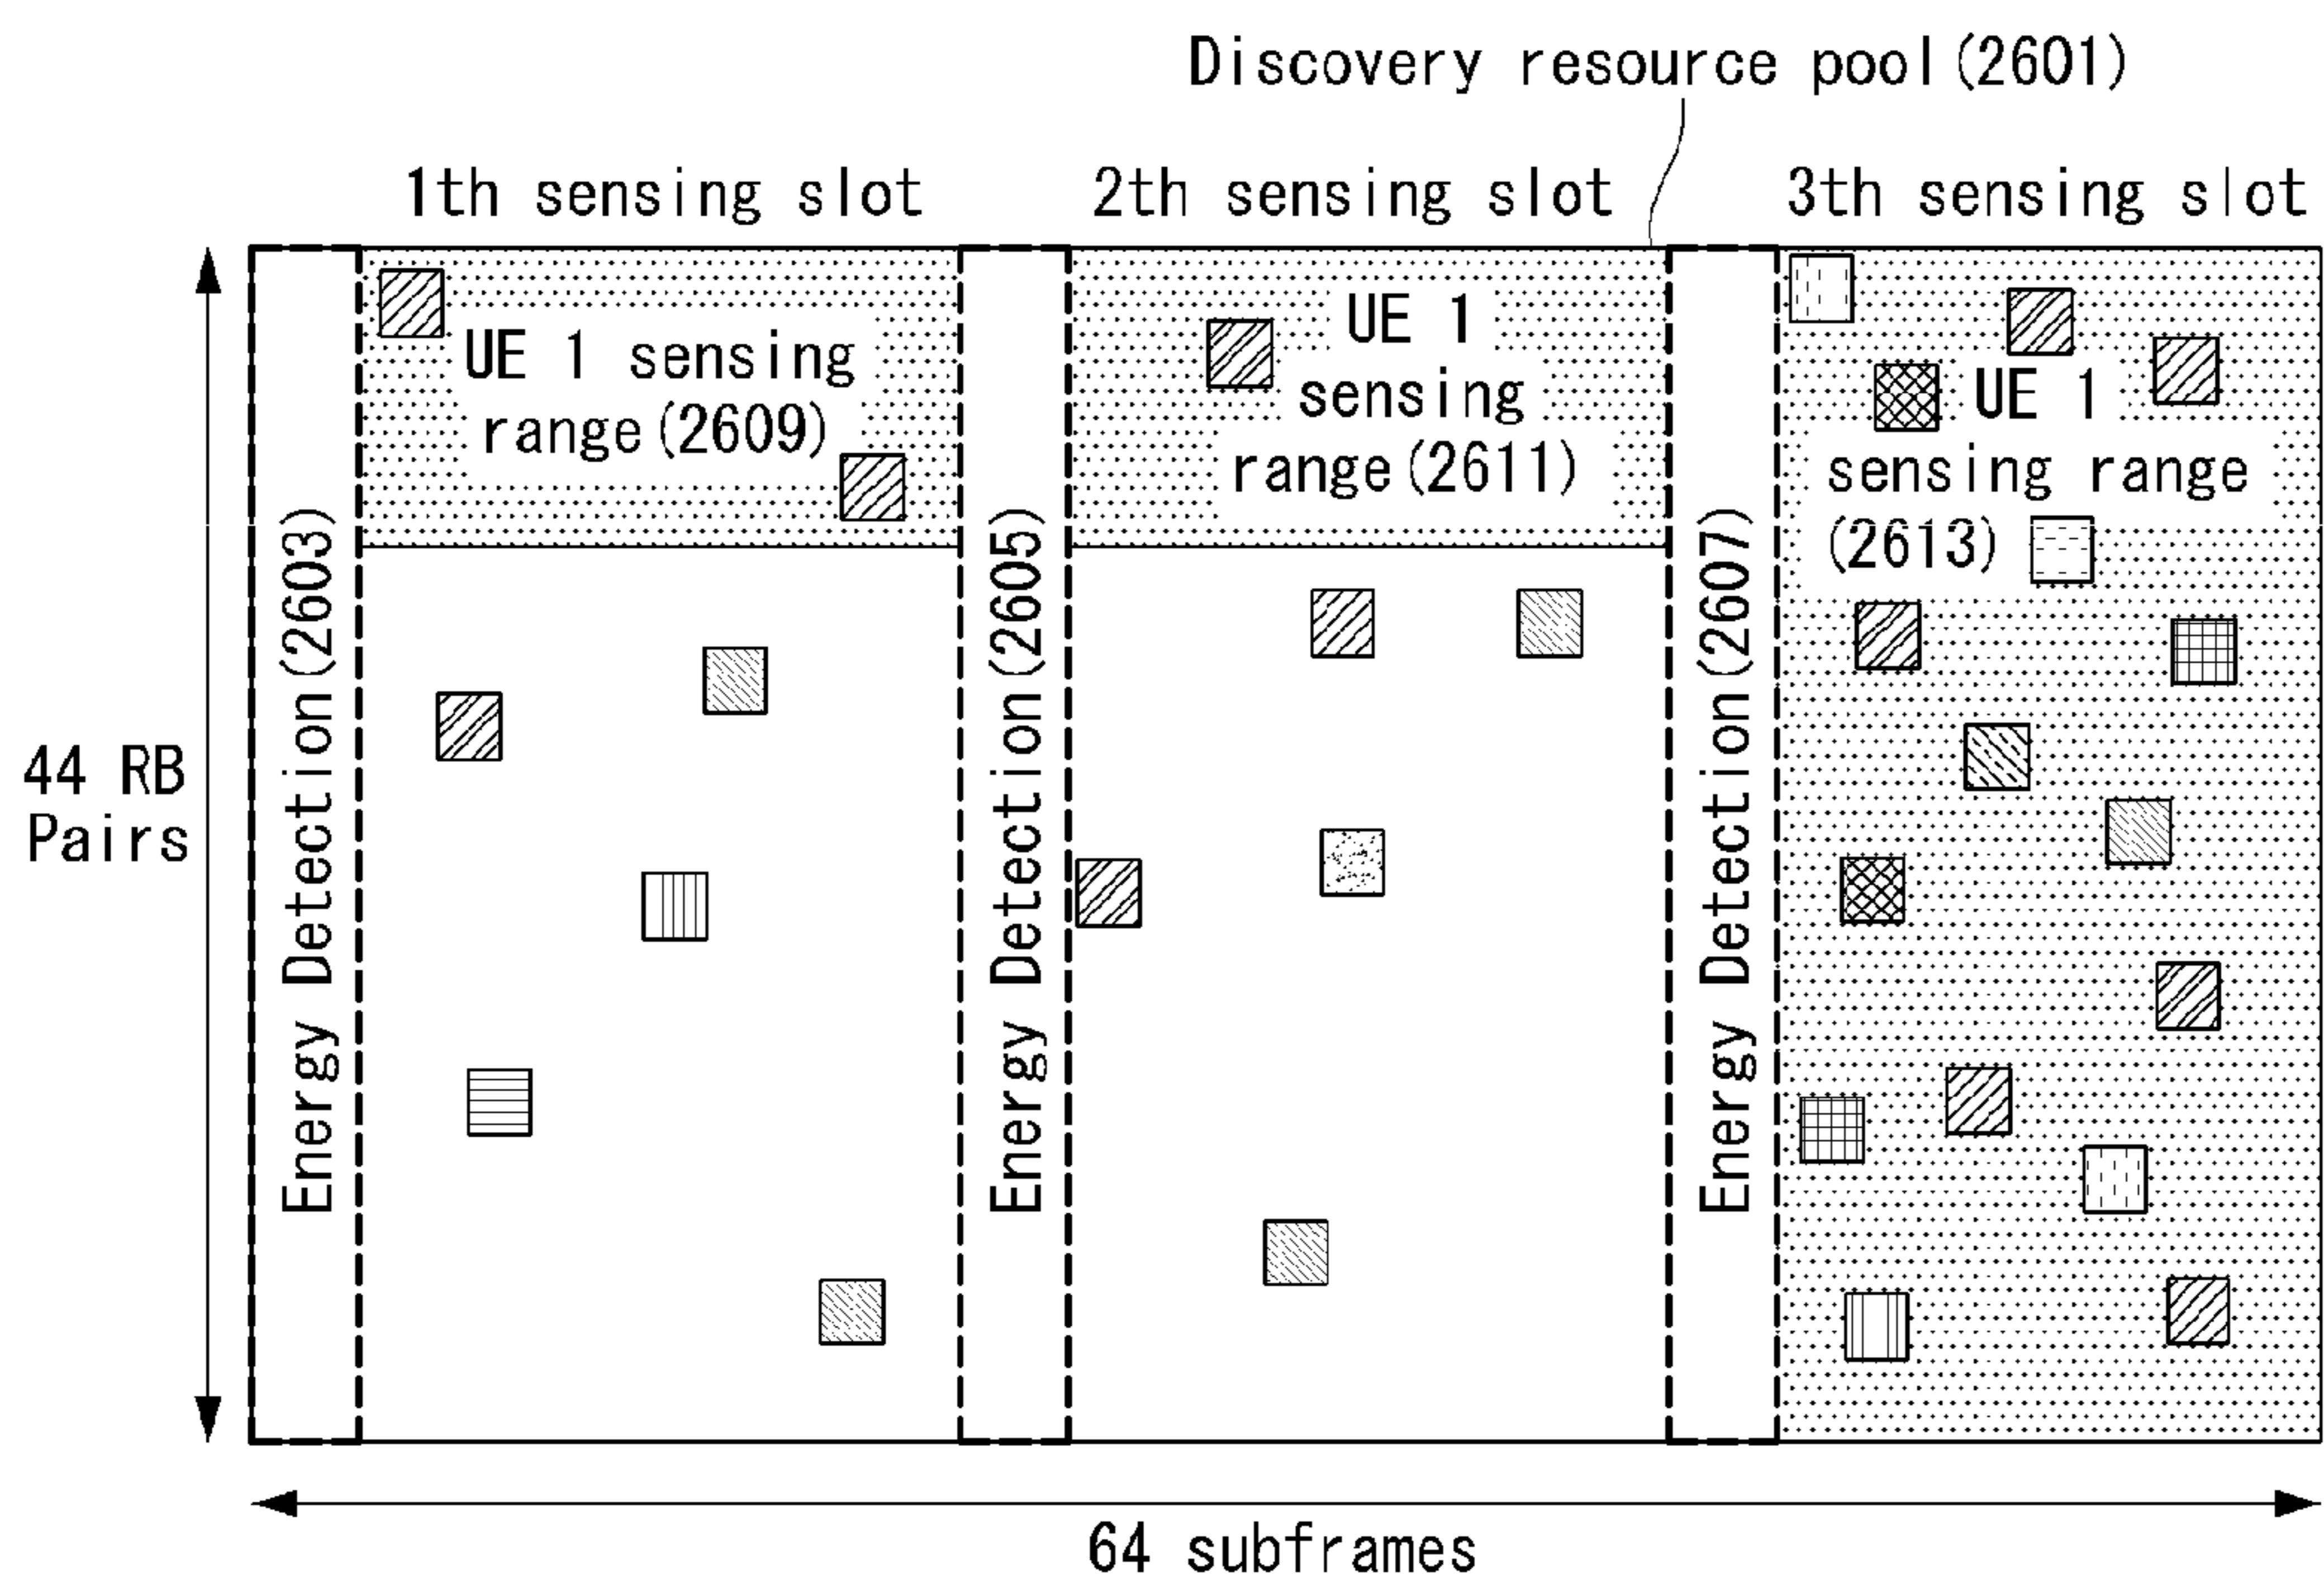 Discovery resource pool(2601)
1th sensing slot
2th sensing slot
3th sensing slot
UE 1 sensing
range(2609)
UE 1
sensing
range(2611)
UE 1
sensing range
(2613)
Energy Detection(2603)
Energy Detection(2605)
Energy Detection(2607)
44 RB
Pairs
64 subframes